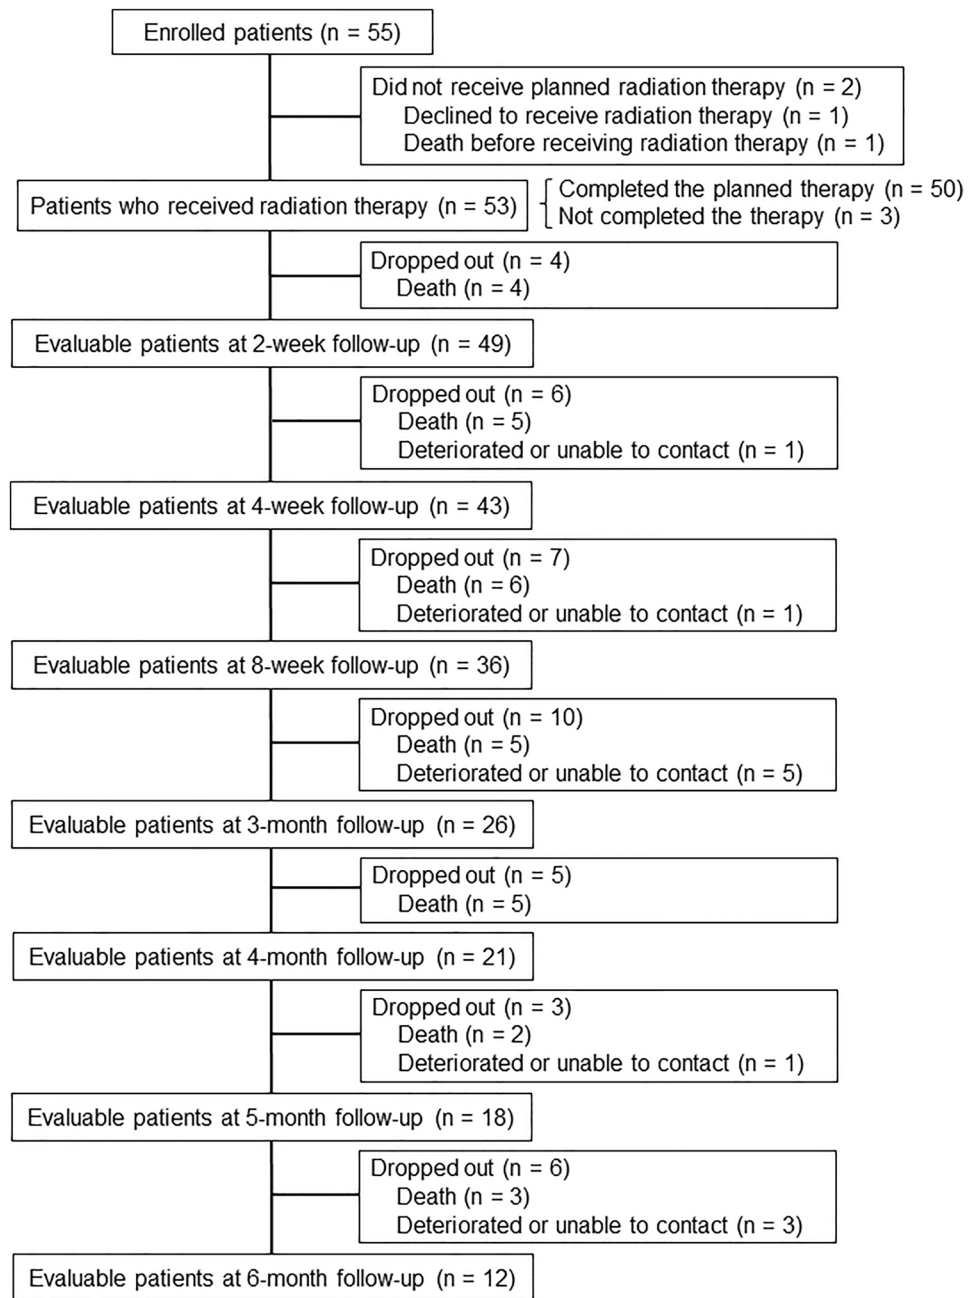 Enrolled patients (n = 55)
Did not receive planned radiation therapy (n = 2)
Declined to receive radiation therapy (n = 1)
Death before receiving radiation therapy (n = 1)
Patients who received radiation therapy (n = 53)
Completed the planned therapy (n = 50)
Not completed the therapy (n = 3)
Dropped out (n = 4)
Death (n = 4)
Evaluable patients at 2-week follow-up (n = 49)
Dropped out (n = 6)
Death (n = 5)
Deteriorated or unable to contact (n = 1)
Evaluable patients at 4-week follow-up (n = 43)
Dropped out (n = 7)
Death (n = 6)
Deteriorated or unable to contact (n = 1)
Evaluable patients at 8-week follow-up (n = 36)
Dropped out (n = 10)
Death (n = 5)
Deteriorated or unable to contact (n = 5)
Evaluable patients at 3-month follow-up (n = 26)
Dropped out (n = 5)
Death (n = 5)
Evaluable patients at 4-month follow-up (n = 21)
Dropped out (n = 3)
Death (n = 2)
Deteriorated or unable to contact (n = 1)
Evaluable patients at 5-month follow-up (n = 18)
Dropped out (n = 6)
Death (n = 3)
Deteriorated or unable to contact (n = 3)
Evaluable patients at 6-month follow-up (n = 12)